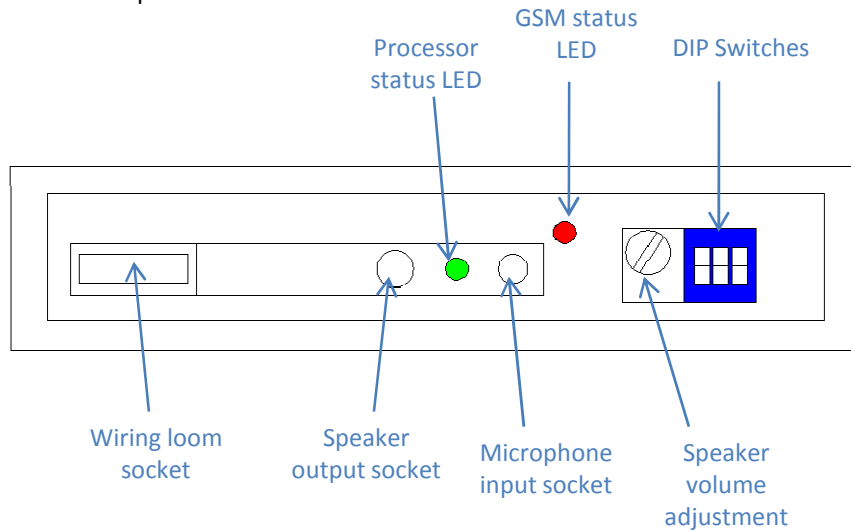 GSM status
LED
Processor
status LED
DIP Switches
Wiring loom
socket
Speaker
output socket
Microphone
input socket
Speaker
volume
adjustment